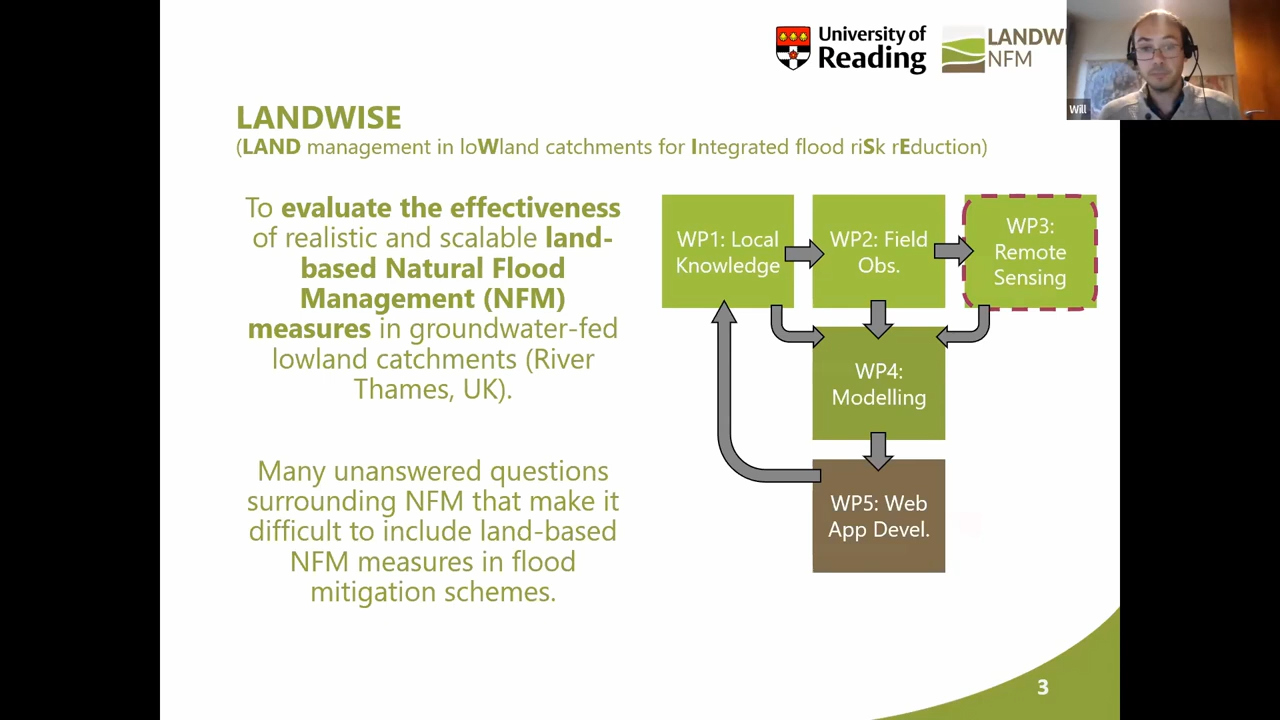 University of
Reading
LANDWI
NFM
Will
LANDWISE
(LAND management in loWland catchments for Integrated flood riSk rEduction)
To evaluate the effectiveness
of realistic and scalable land-
based Natural Flood
Management (NFM)
measures in groundwater-fed
lowland catchments (River
Thames, UK).
Many unanswered questions
surrounding NFM that make it
difficult to include land-based
NFM measures in flood
mitigation schemes.
WP1: Local
Knowledge
WP2: Field
Obs.
WP3:
Remote
Sensing
WP4:
Modelling
WP5: Web
App Devel.
3